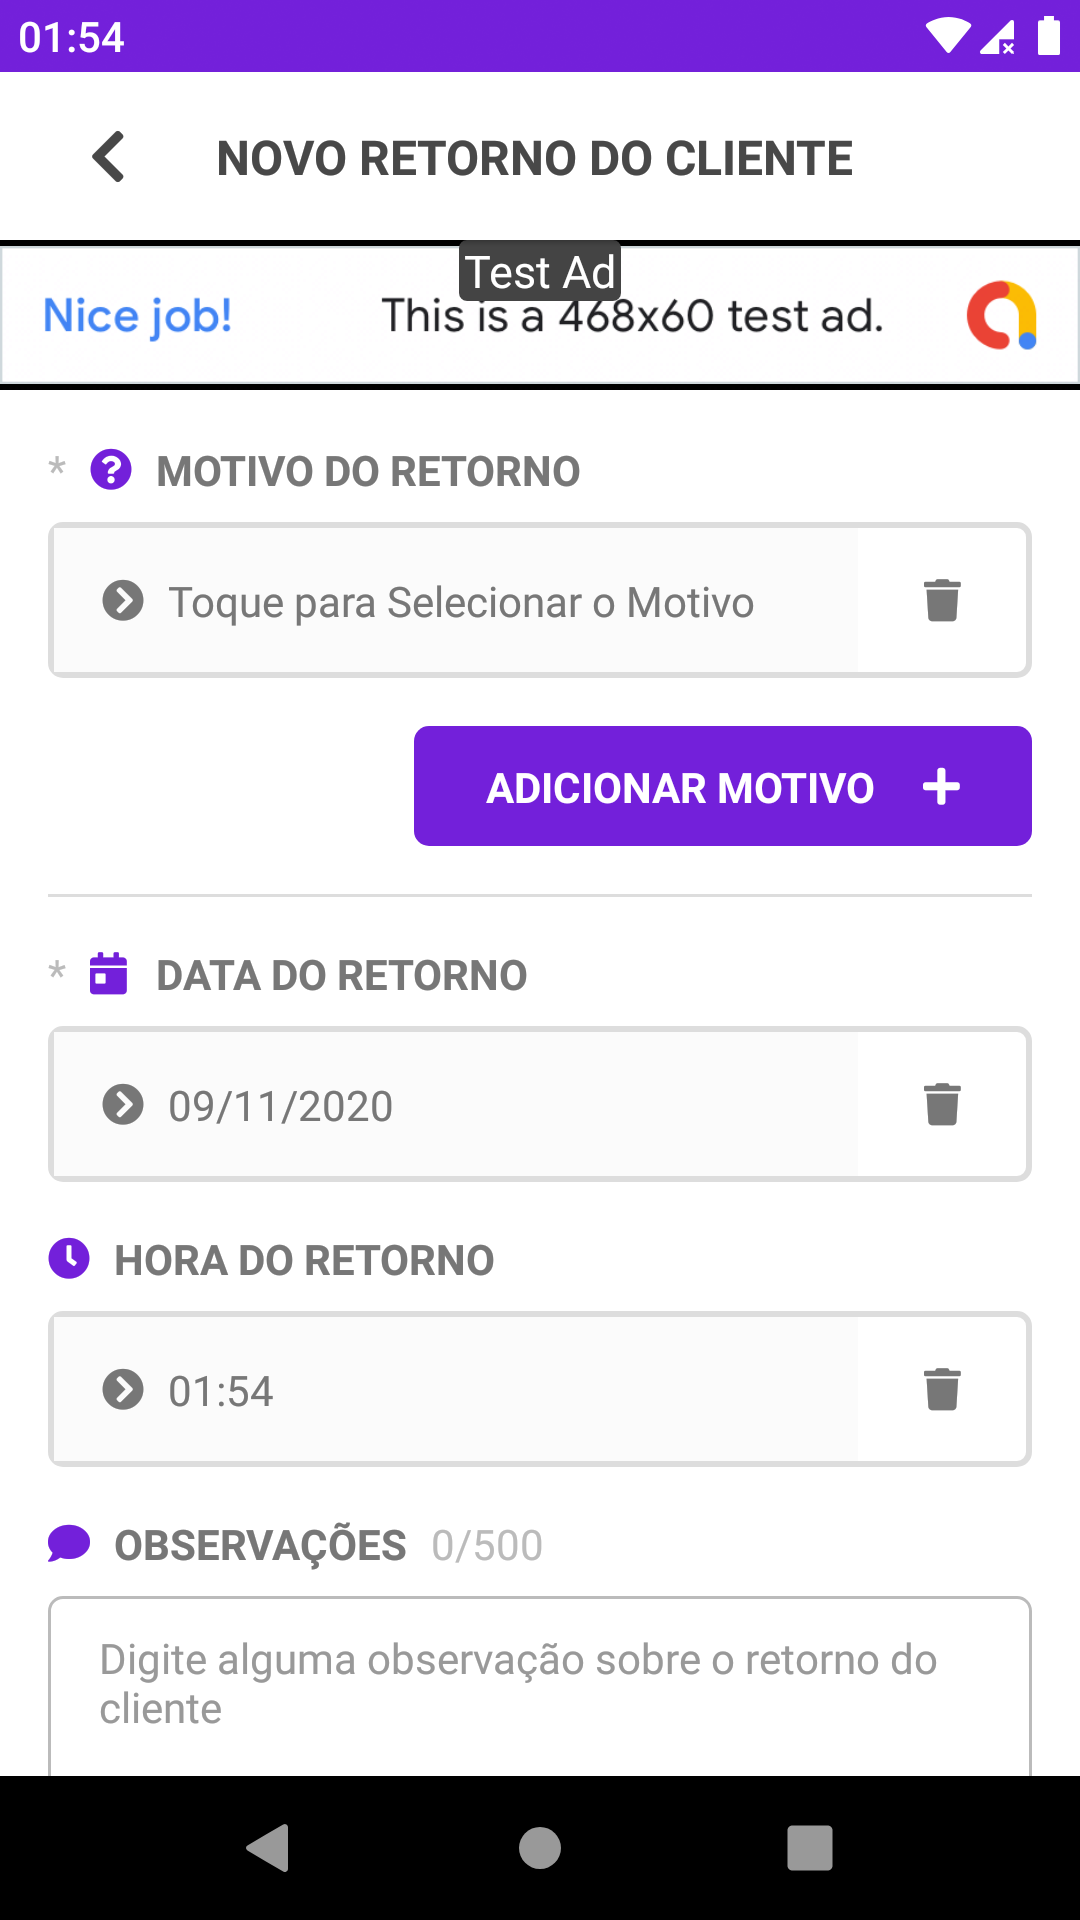 01:54
NOVO RETORNO DO CLIENTE
Test Ad
Nice job!
This is a 468x60 test ad.
* MOTIVO DO RETORNO
Toque para Selecionar o Motivo
ADICIONAR MOTIVO
* DATA DO RETORNO
09/11/2020
HORA DO RETORNO
01:54
OBSERVAÇÕES 0/500
Digite alguma observação sobre o retorno do
cliente